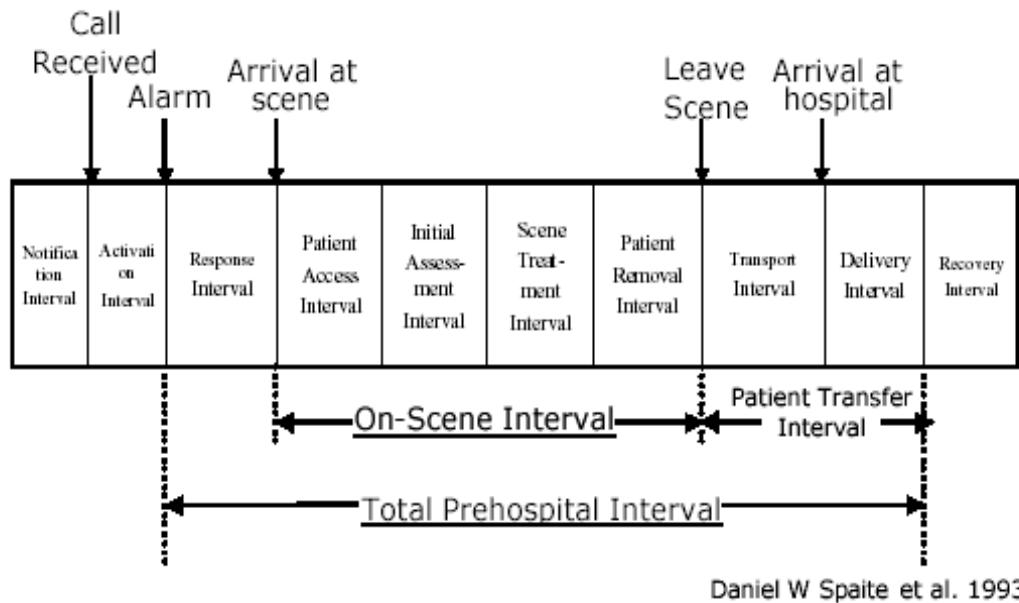 Call
Received
Alarm
Arrival at
scene
Leave
Scene
Arrival at
hospital
Notifica
tion
Interval
Activati
on
Interval
Response
Interval
Patient
Access
Interval
Initial
Assess-
ment
Interval
Scene
Treat-
ment
Interval
Patient
Removal
Interval
Transport
Interval
Delivery
Interval
Recovery
Interval
On-Scene Interval
Patient Transfer
Interval
Total Prehospital Interval
Daniel W Spaite et al. 1993